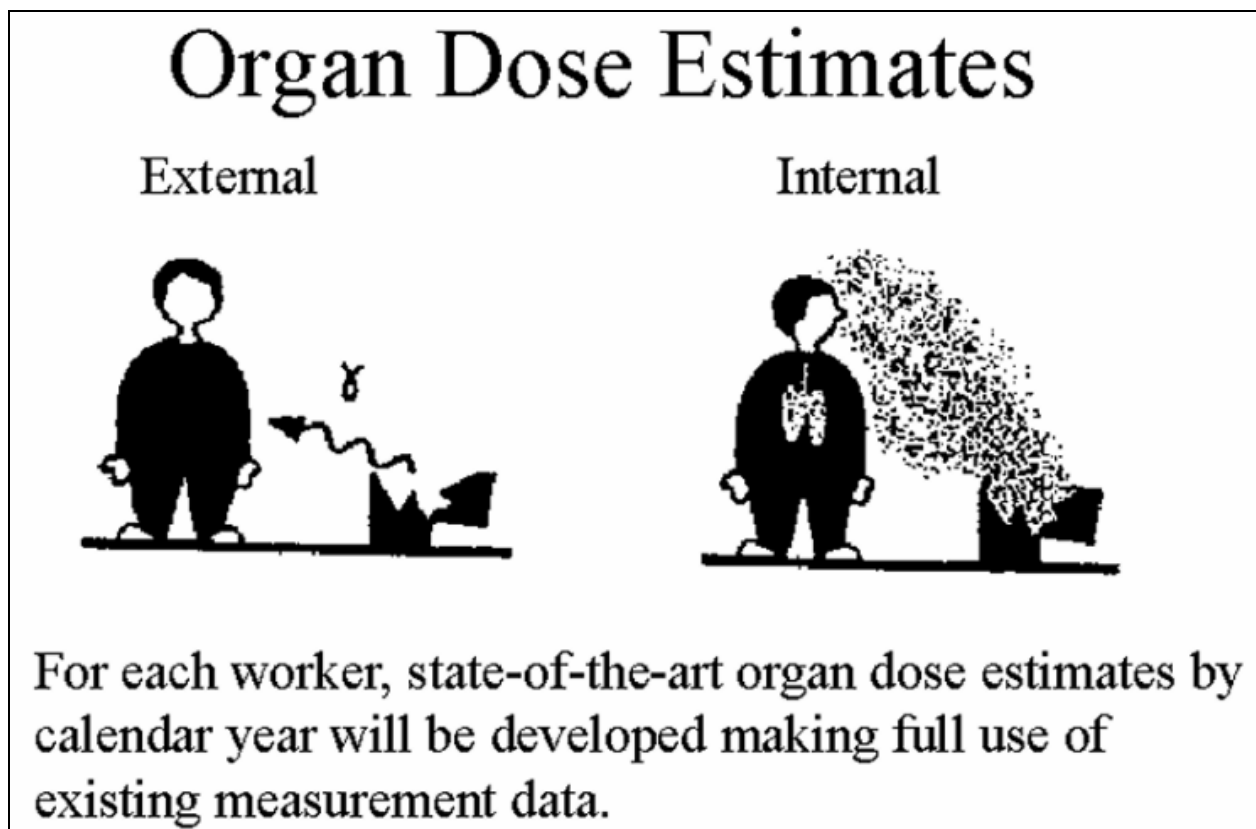 Organ Dose Estimates
External
Internal
γ
For each worker, state-of-the-art organ dose estimates by
calendar year will be developed making full use of
existing measurement data.